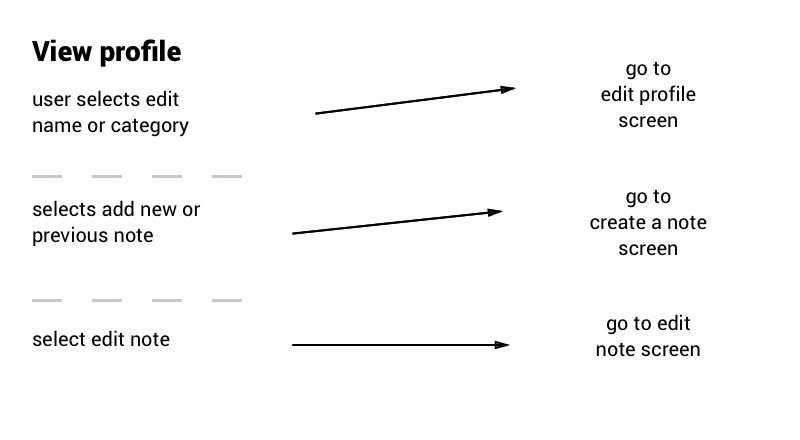 View profile
user selects edit
name or category
go to
edit profile
screen
selects add new or
previous note
go to
create a note
screen
select edit note
go to edit
note screen